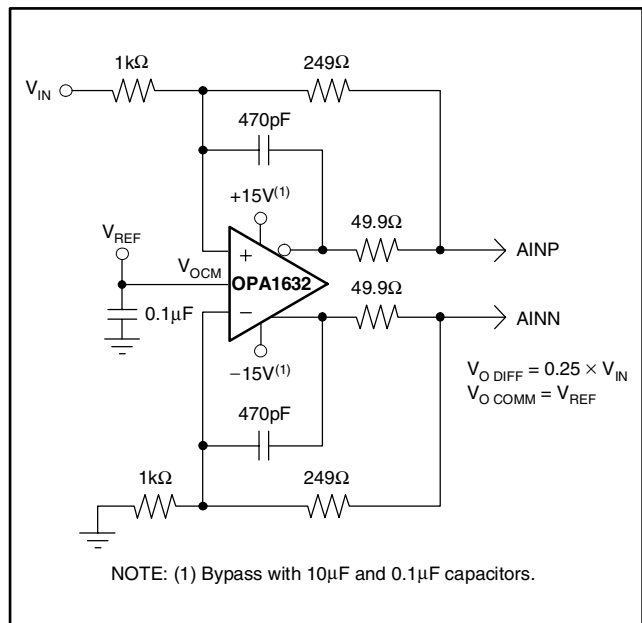 1kΩ
249Ω
V_IN
470pF
+15V(1)
49.9Ω
V_REF
AINP
V_OCM
+
OPA1632
49.9Ω
0.1µF
−
AINN
−15V(1)
V_O DIFF = 0.25 × V_IN
V_O COMM = V_REF
470pF
1kΩ
249Ω
NOTE: (1) Bypass with 10µF and 0.1µF capacitors.